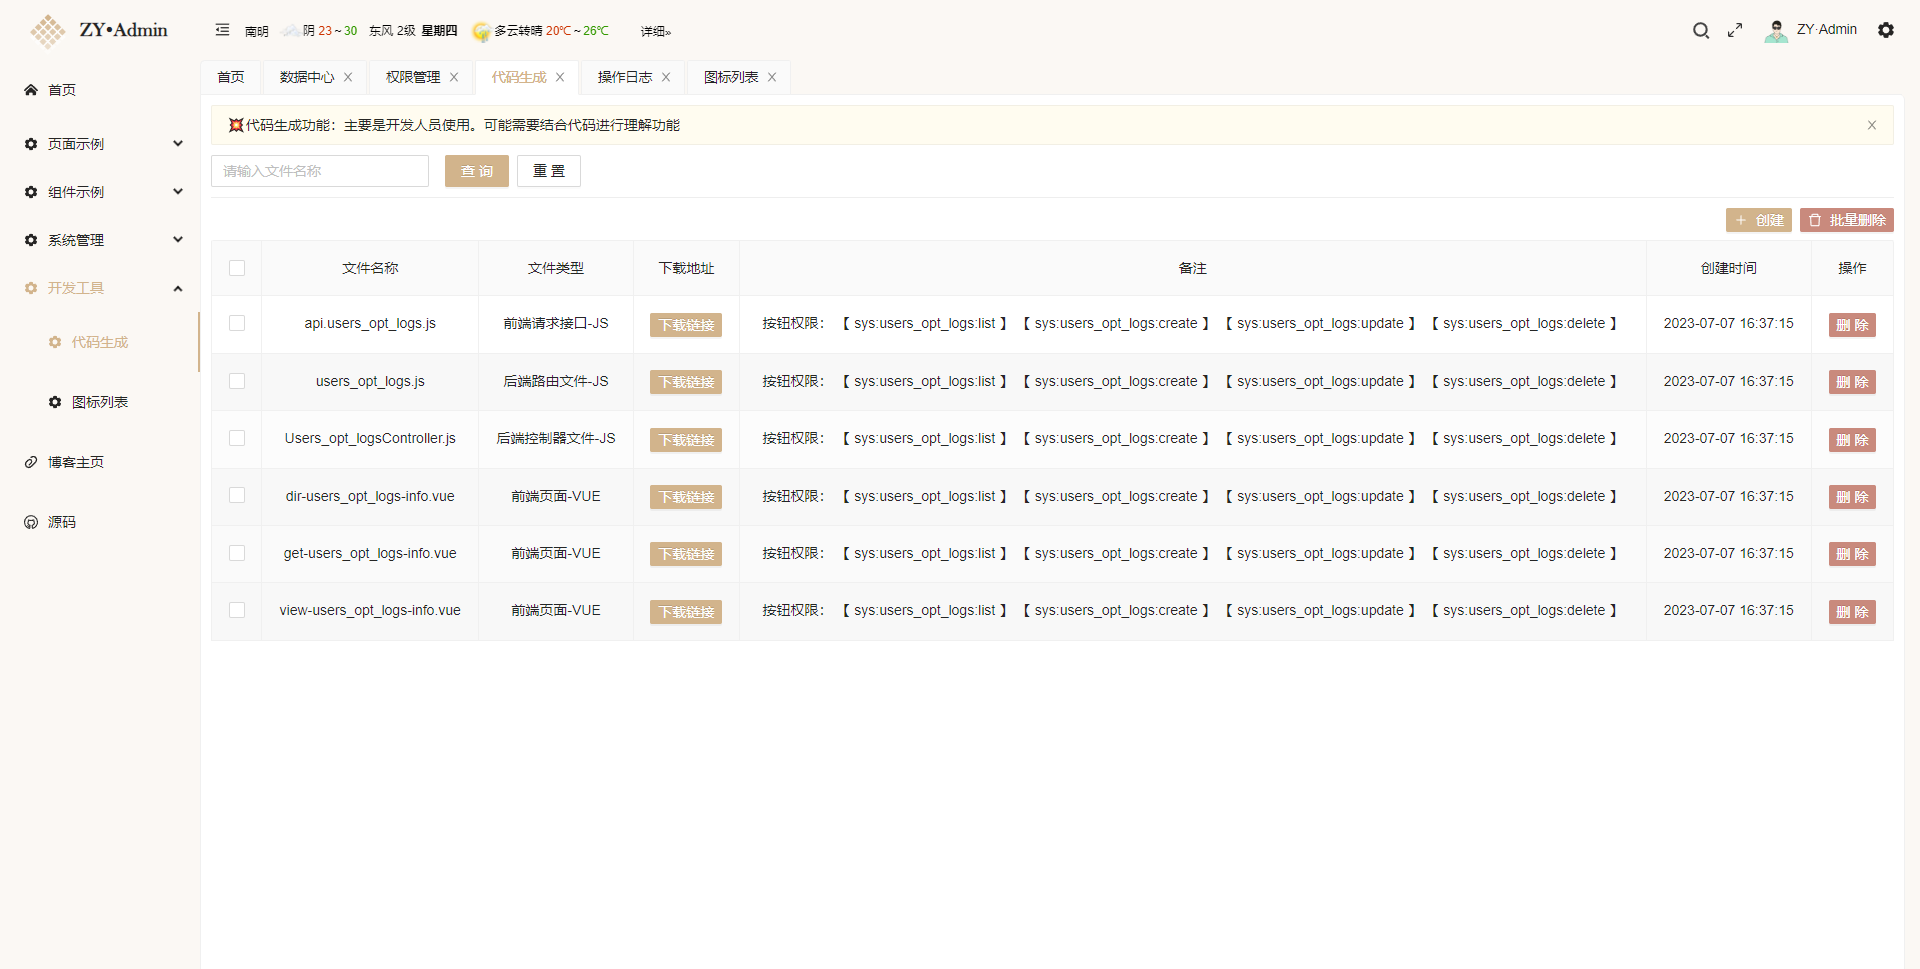 ZY•Admin
南明 阴 23 ~ 30 东风 2级 星期四 多云转晴 20℃ ~ 26℃ 详细»
ZY·Admin
首页
页面示例
组件示例
系统管理
开发工具
代码生成
图标列表
博客主页
源码
首页 数据中心 权限管理 代码生成 操作日志 图标列表
代码生成功能：主要是开发人员使用。可能需要结合代码进行理解功能
请输入文件名称 查 询 重 置
创建 批量删除
文件名称 文件类型 下载地址 备注 创建时间 操作
api.users_opt_logs.js 前端请求接口-JS 下载链接 按钮权限： 【 sys:users_opt_logs:list 】 【 sys:users_opt_logs:create 】 【 sys:users_opt_logs:update 】 【 sys:users_opt_logs:delete 】 2023-07-07 16:37:15 删 除
users_opt_logs.js 后端路由文件-JS 下载链接 按钮权限： 【 sys:users_opt_logs:list 】 【 sys:users_opt_logs:create 】 【 sys:users_opt_logs:update 】 【 sys:users_opt_logs:delete 】 2023-07-07 16:37:15 删 除
Users_opt_logsController.js 后端控制器文件-JS 下载链接 按钮权限： 【 sys:users_opt_logs:list 】 【 sys:users_opt_logs:create 】 【 sys:users_opt_logs:update 】 【 sys:users_opt_logs:delete 】 2023-07-07 16:37:15 删 除
dir-users_opt_logs-info.vue 前端页面-VUE 下载链接 按钮权限： 【 sys:users_opt_logs:list 】 【 sys:users_opt_logs:create 】 【 sys:users_opt_logs:update 】 【 sys:users_opt_logs:delete 】 2023-07-07 16:37:15 删 除
get-users_opt_logs-info.vue 前端页面-VUE 下载链接 按钮权限： 【 sys:users_opt_logs:list 】 【 sys:users_opt_logs:create 】 【 sys:users_opt_logs:update 】 【 sys:users_opt_logs:delete 】 2023-07-07 16:37:15 删 除
view-users_opt_logs-info.vue 前端页面-VUE 下载链接 按钮权限： 【 sys:users_opt_logs:list 】 【 sys:users_opt_logs:create 】 【 sys:users_opt_logs:update 】 【 sys:users_opt_logs:delete 】 2023-07-07 16:37:15 删 除